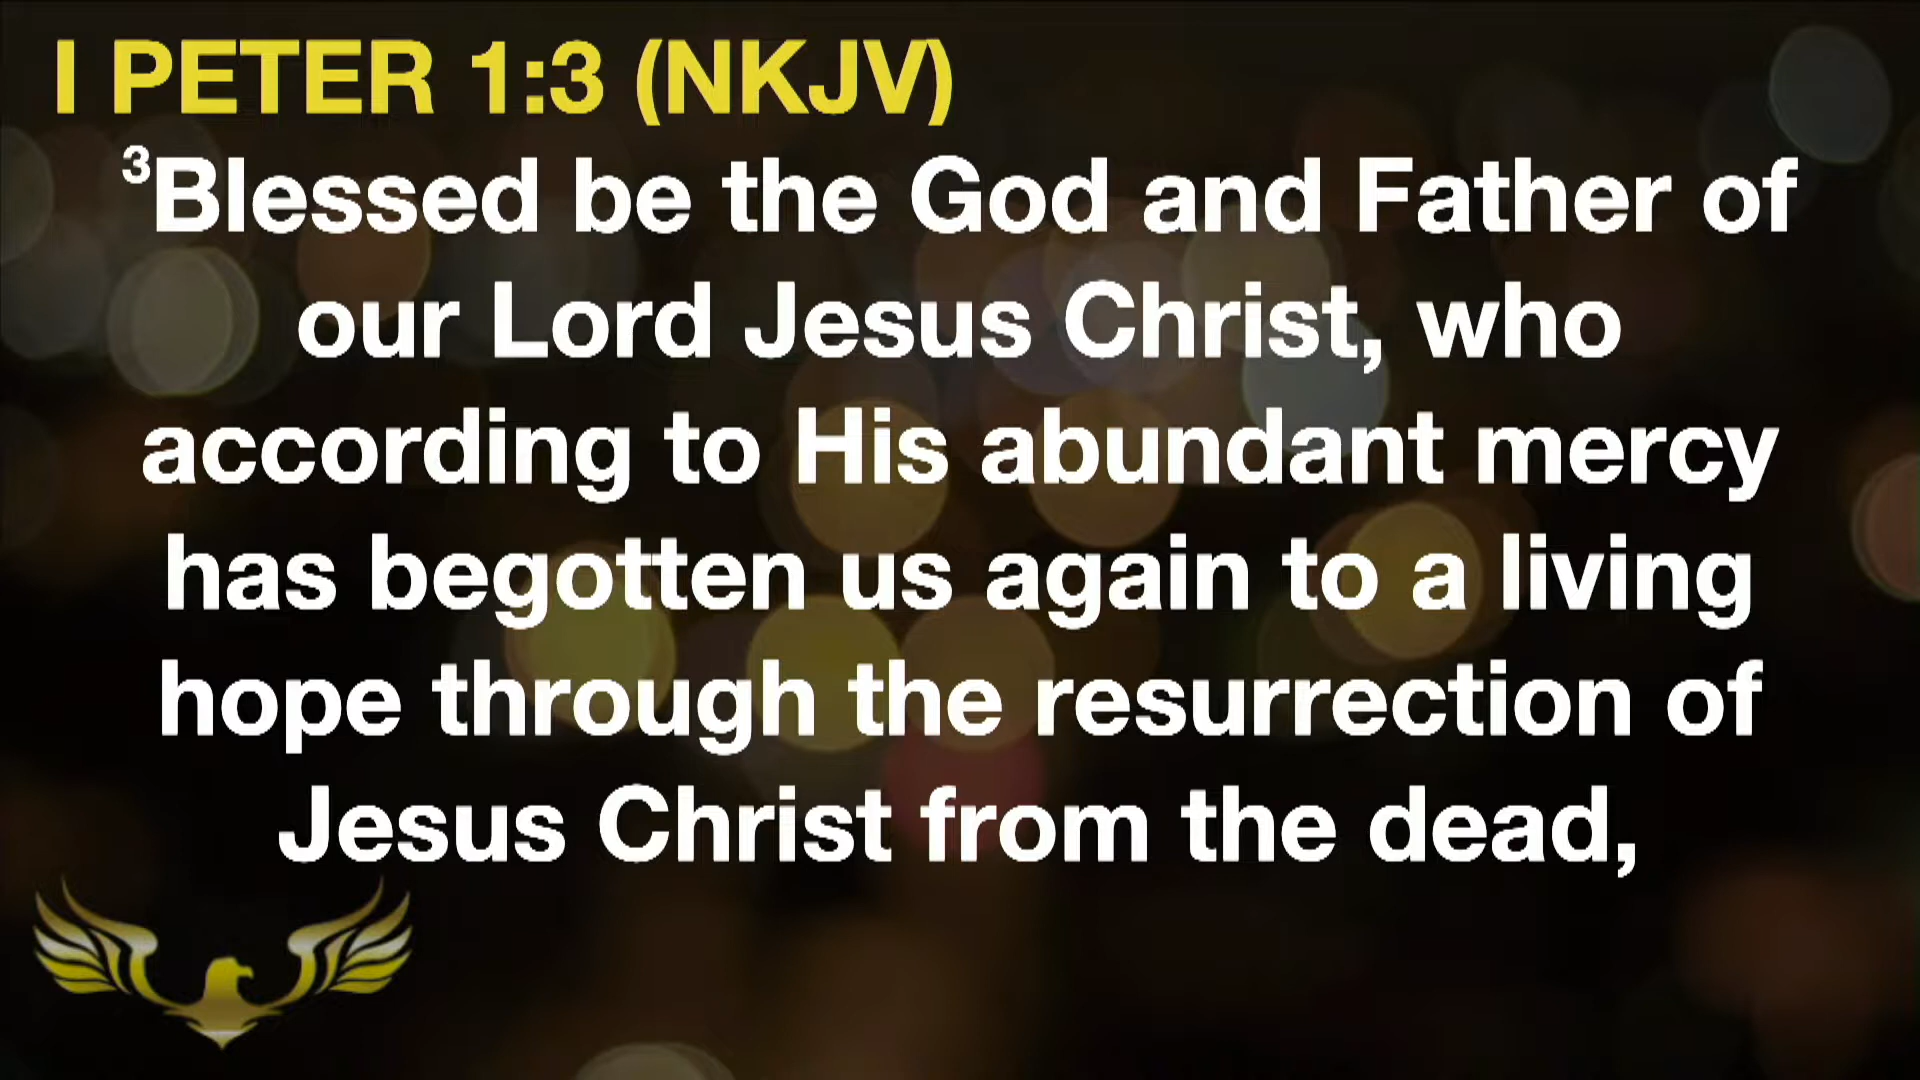 I PETER 1:3 (NKJV)
³Blessed be the God and Father of
our Lord Jesus Christ, who
according to His abundant mercy
has begotten us again to a living
hope through the resurrection of
Jesus Christ from the dead,